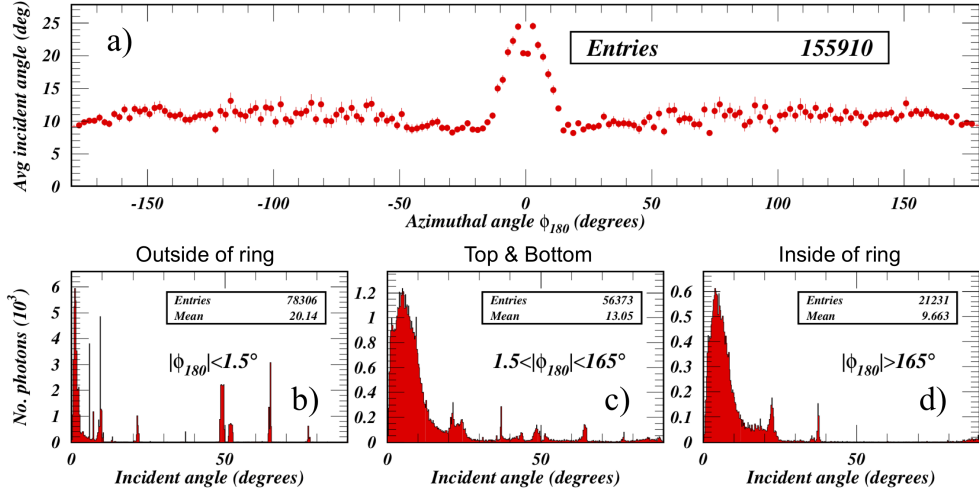 a)
Entries 155910
Avg incident angle (deg)
25
20
15
10
5
0
-150 -100 -50 0 50 100 150
Azimuthal angle ϕ180 (degrees)
Outside of ring
Top & Bottom
Inside of ring
No. photons (10^3)
6
5
4
3
2
1
0
Entries 78306
Mean 20.14
|ϕ180|<1.5°
b)
0 50
Incident angle (degrees)
1.2
1
0.8
0.6
0.4
0.2
0
Entries 56373
Mean 13.05
1.5<|ϕ180|<165°
c)
0 50
Incident angle (degrees)
0.6
0.5
0.4
0.3
0.2
0.1
0
Entries 21231
Mean 9.663
|ϕ180|>165°
d)
0 50
Incident angle (degrees)